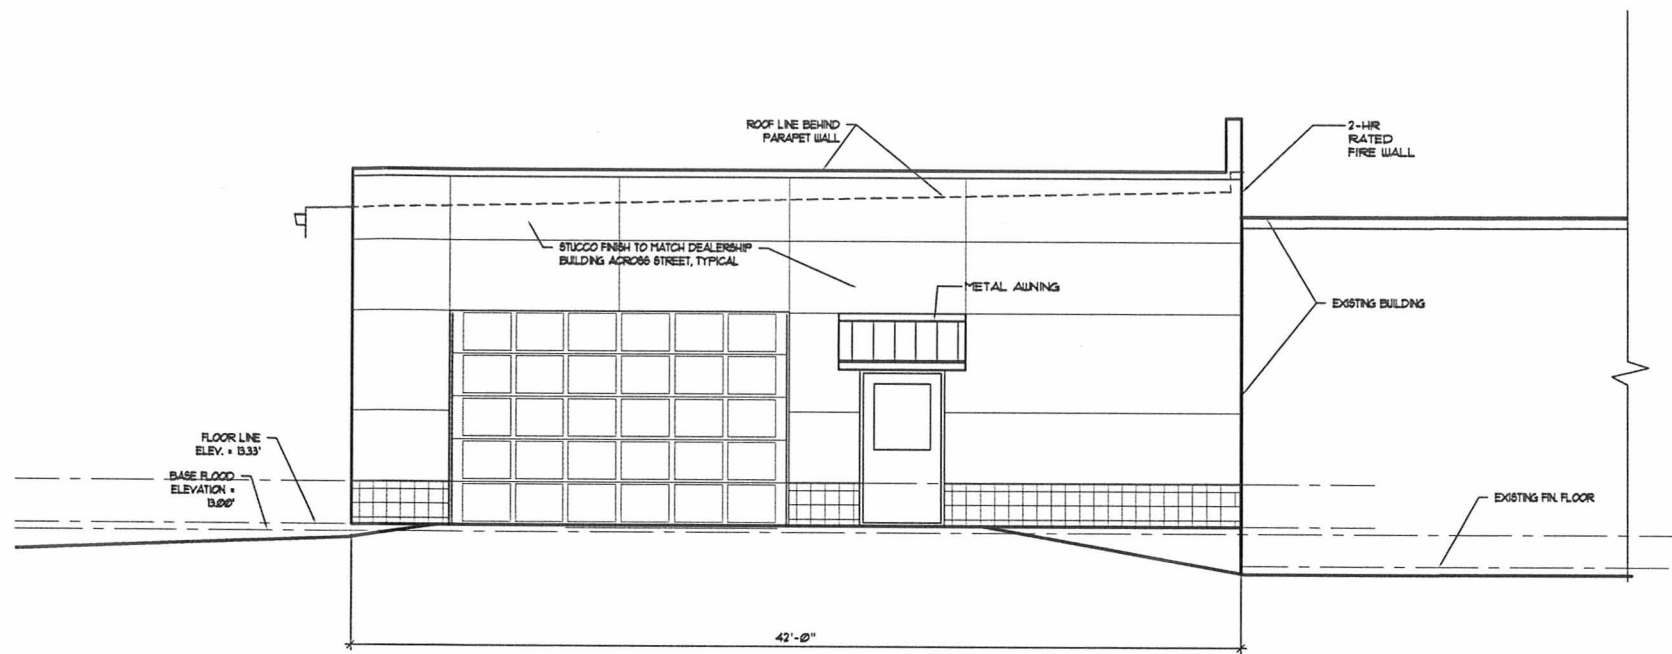 ROOF LINE BEHIND
PARAPET WALL
2-HR
RATED
FIRE WALL
STUCCO FINISH TO MATCH DEALERSHIP
BUILDING ACROSS STREET, TYPICAL
METAL AWNING
EXISTING BUILDING
FLOOR LINE
ELEV. = 13.33'
BASE FLOOD
ELEVATION =
13.00'
EXISTING FIN. FLOOR
42'-0"